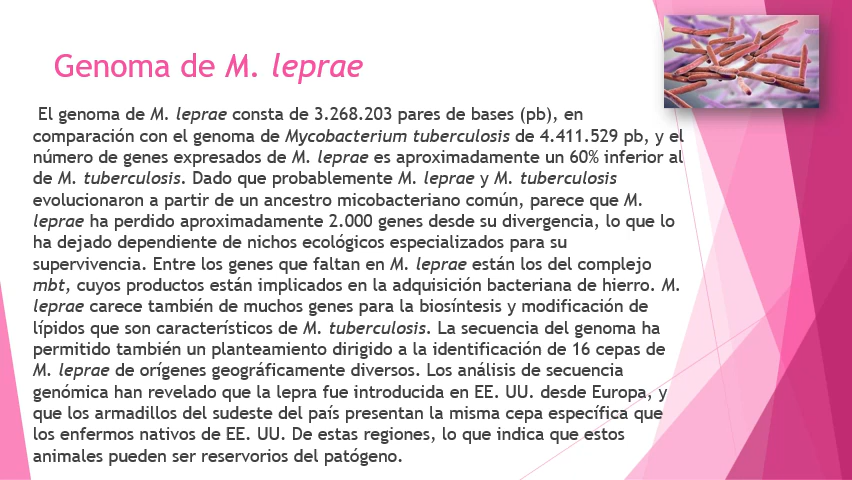 Genoma de M. leprae
El genoma de M. leprae consta de 3.268.203 pares de bases (pb), en
comparación con el genoma de Mycobacterium tuberculosis de 4.411.529 pb, y el
número de genes expresados de M. leprae es aproximadamente un 60% inferior al
de M. tuberculosis. Dado que probablemente M. leprae y M. tuberculosis
evolucionaron a partir de un ancestro micobacteriano común, parece que M.
leprae ha perdido aproximadamente 2.000 genes desde su divergencia, lo que lo
ha dejado dependiente de nichos ecológicos especializados para su
supervivencia. Entre los genes que faltan en M. leprae están los del complejo
mbt, cuyos productos están implicados en la adquisición bacteriana de hierro. M.
leprae carece también de muchos genes para la biosíntesis y modificación de
lípidos que son característicos de M. tuberculosis. La secuencia del genoma ha
permitido también un planteamiento dirigido a la identificación de 16 cepas de
M. leprae de orígenes geográficamente diversos. Los análisis de secuencia
genómica han revelado que la lepra fue introducida en EE. UU. desde Europa, y
que los armadillos del sudeste del país presentan la misma cepa específica que
los enfermos nativos de EE. UU. De estas regiones, lo que indica que estos
animales pueden ser reservorios del patógeno.